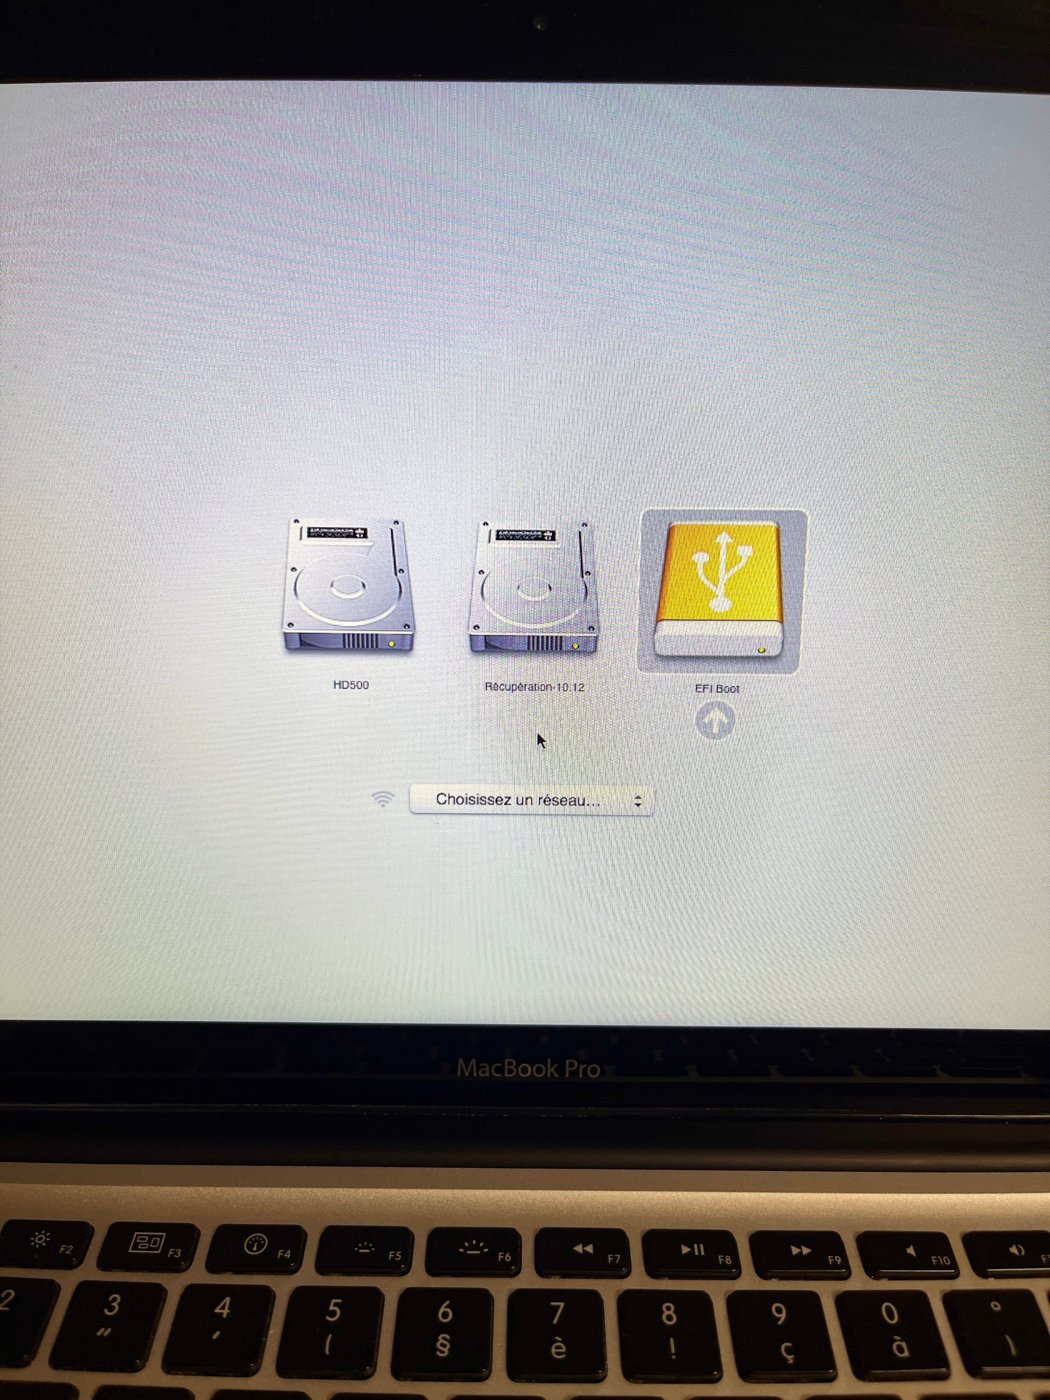 HD500
Récupération-10.12
EFI Boot
Choisissez un réseau...
MacBook Pro
F2
F3
F4
F5
F6
F7
F8
F9
F10
2
3
"
4
'
5
(
6
§
7
è
8
!
9
ç
0
à
°
)